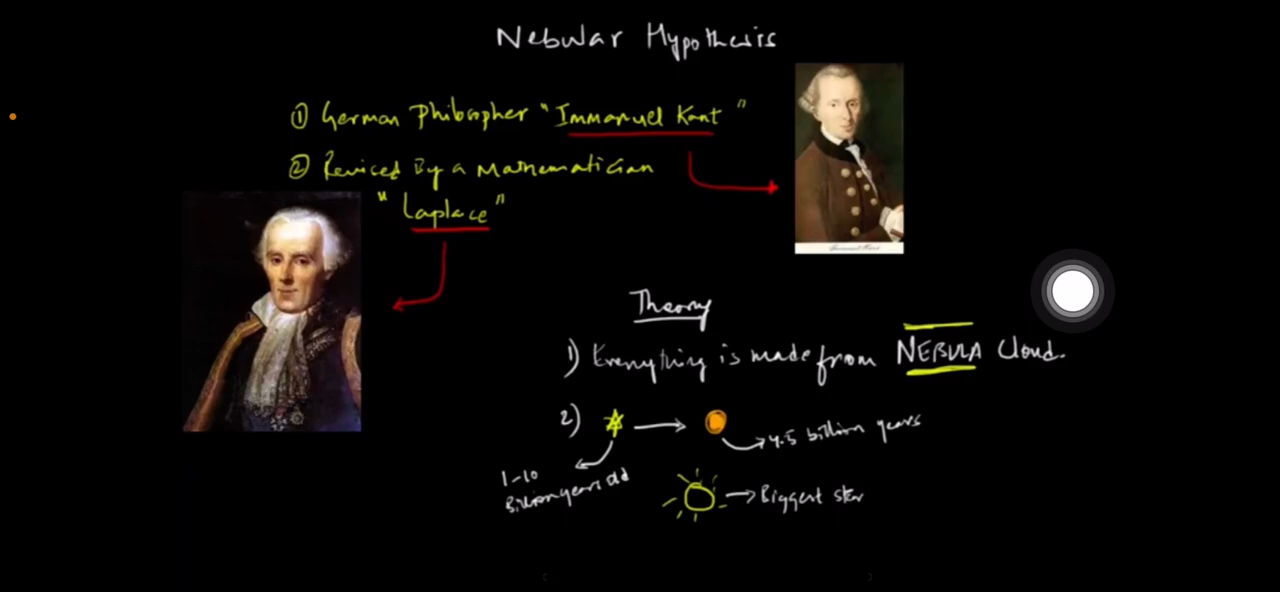 Nebular Hypothesis
① German Philosopher "Immanuel Kant"
② Reviced By a Mathematician
"Laplace"
Theory
1) Everything is made from NEBULA Cloud.
2)
4.5 billion years
1-10
Billion years old
Biggest star